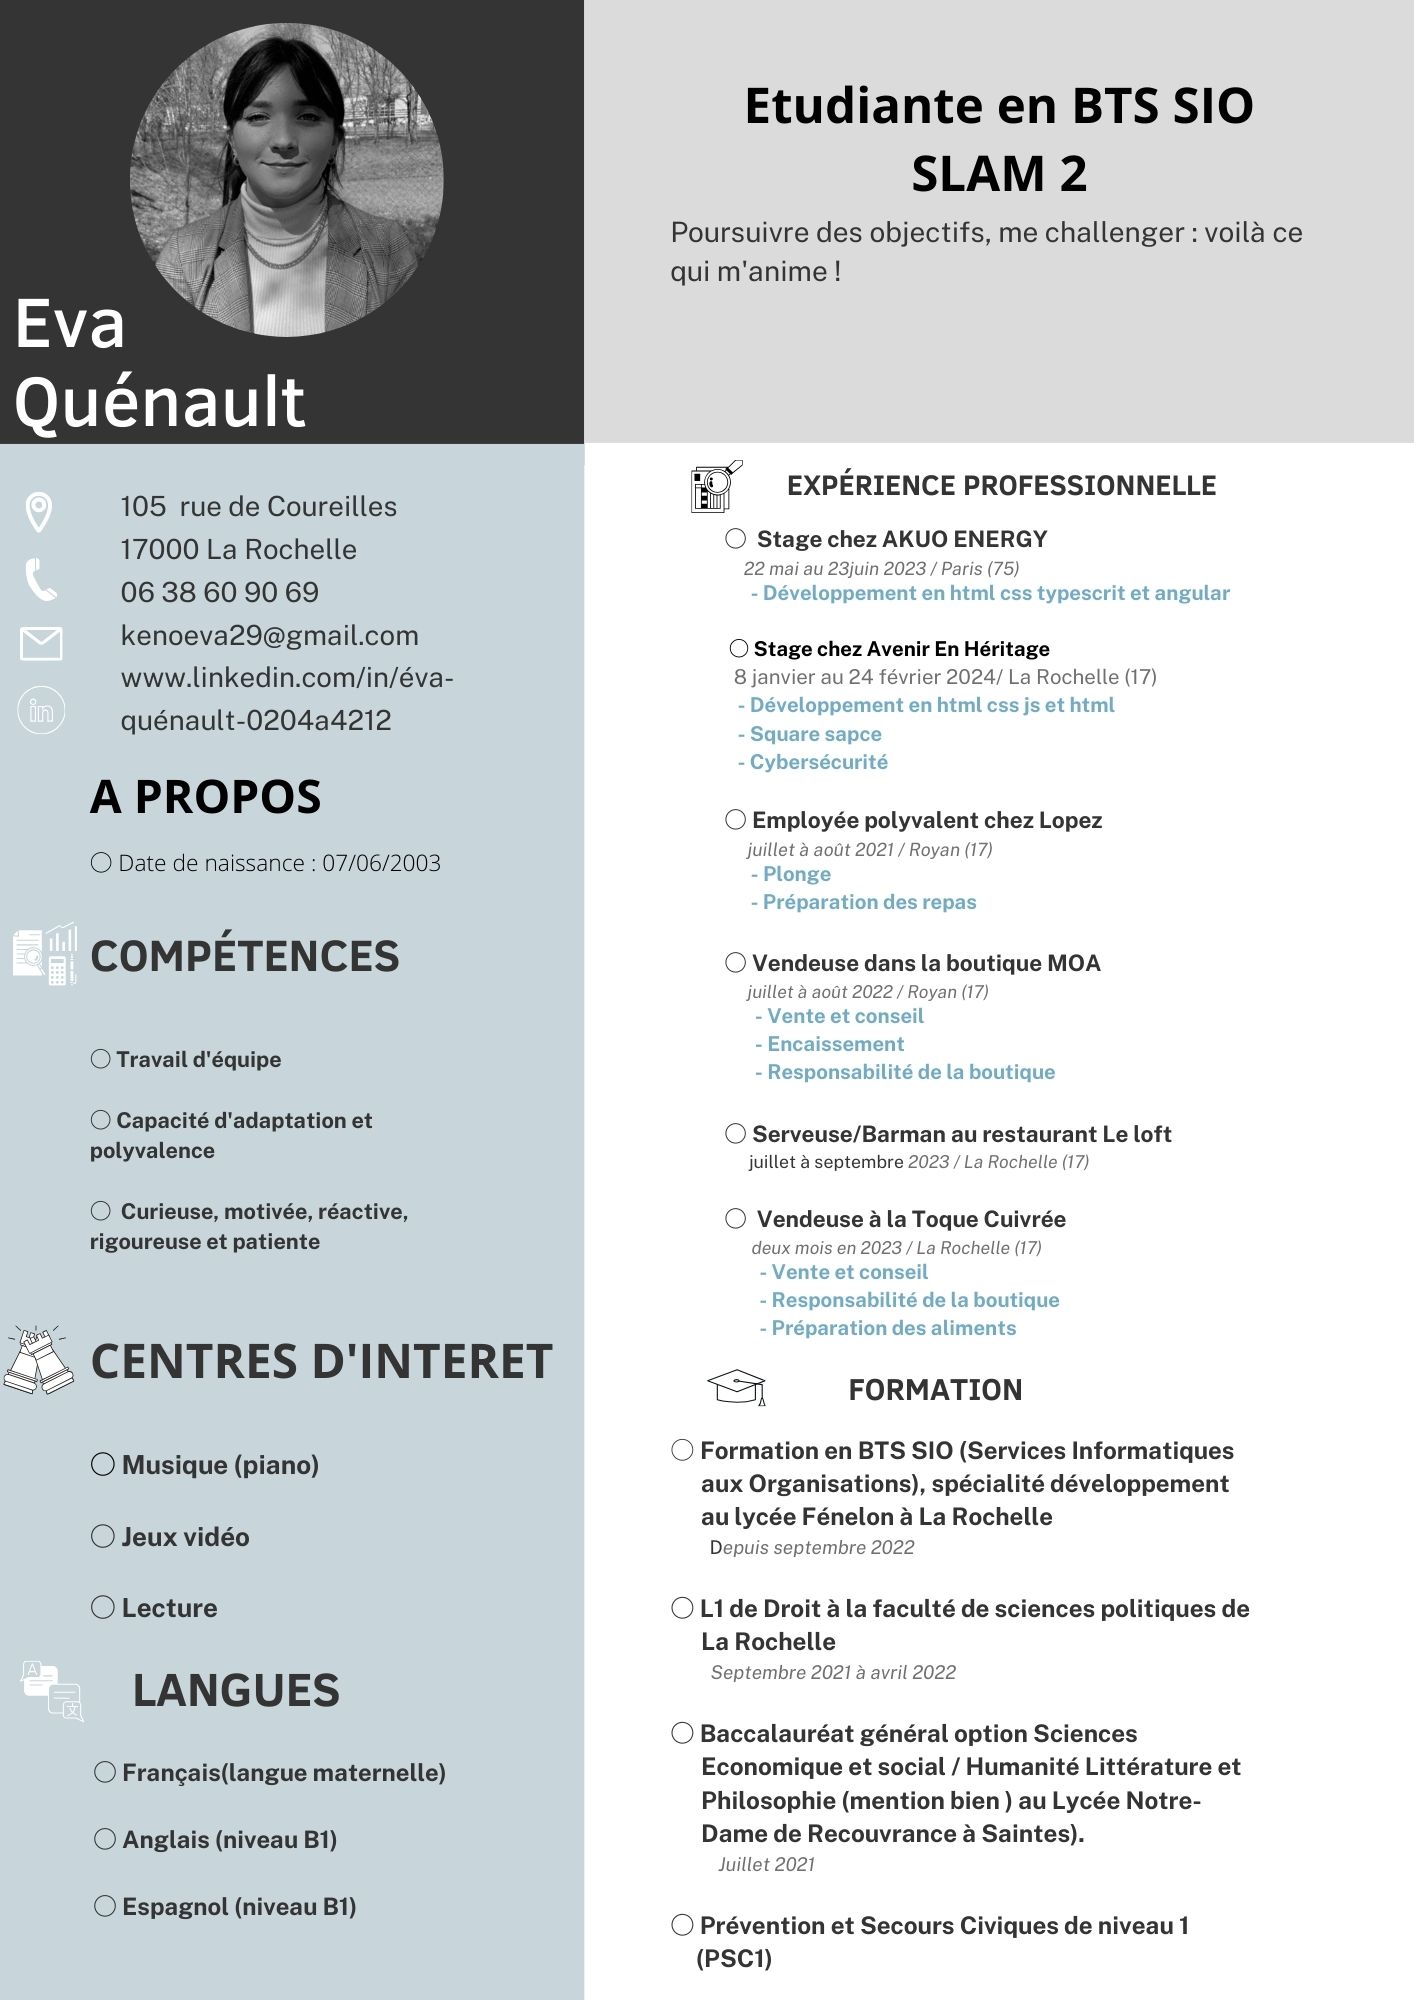 Eva
Quénault
105  rue de Coureilles
17000 La Rochelle
06 38 60 90 69
kenoeva29@gmail.com
www.linkedin.com/in/éva-
quénault-0204a4212
A PROPOS
Date de naissance : 07/06/2003
COMPÉTENCES
Travail d'équipe
Capacité d'adaptation et
polyvalence
Curieuse, motivée, réactive,
rigoureuse et patiente
CENTRES D'INTERET
Musique (piano)
Jeux vidéo
Lecture
LANGUES
Français(langue maternelle)
Anglais (niveau B1)
Espagnol (niveau B1)
Etudiante en BTS SIO
SLAM 2
Poursuivre des objectifs, me challenger : voilà ce
qui m'anime !
EXPÉRIENCE PROFESSIONNELLE
Stage chez AKUO ENERGY
22 mai au 23juin 2023 / Paris (75)
- Développement en html css typescrit et angular
Stage chez Avenir En Héritage
8 janvier au 24 février 2024/ La Rochelle (17)
- Développement en html css js et html
- Square sapce
- Cybersécurité
Employée polyvalent chez Lopez
juillet à août 2021 / Royan (17)
- Plonge
- Préparation des repas
Vendeuse dans la boutique MOA
juillet à août 2022 / Royan (17)
- Vente et conseil
- Encaissement
- Responsabilité de la boutique
Serveuse/Barman au restaurant Le loft
juillet à septembre 2023 / La Rochelle (17)
Vendeuse à la Toque Cuivrée
deux mois en 2023 / La Rochelle (17)
- Vente et conseil
- Responsabilité de la boutique
- Préparation des aliments
FORMATION
Formation en BTS SIO (Services Informatiques
aux Organisations), spécialité développement
au lycée Fénelon à La Rochelle
Depuis septembre 2022
L1 de Droit à la faculté de sciences politiques de
La Rochelle
Septembre 2021 à avril 2022
Baccalauréat général option Sciences
Economique et social / Humanité Littérature et
Philosophie (mention bien ) au Lycée Notre-
Dame de Recouvrance à Saintes).
Juillet 2021
Prévention et Secours Civiques de niveau 1
(PSC1)